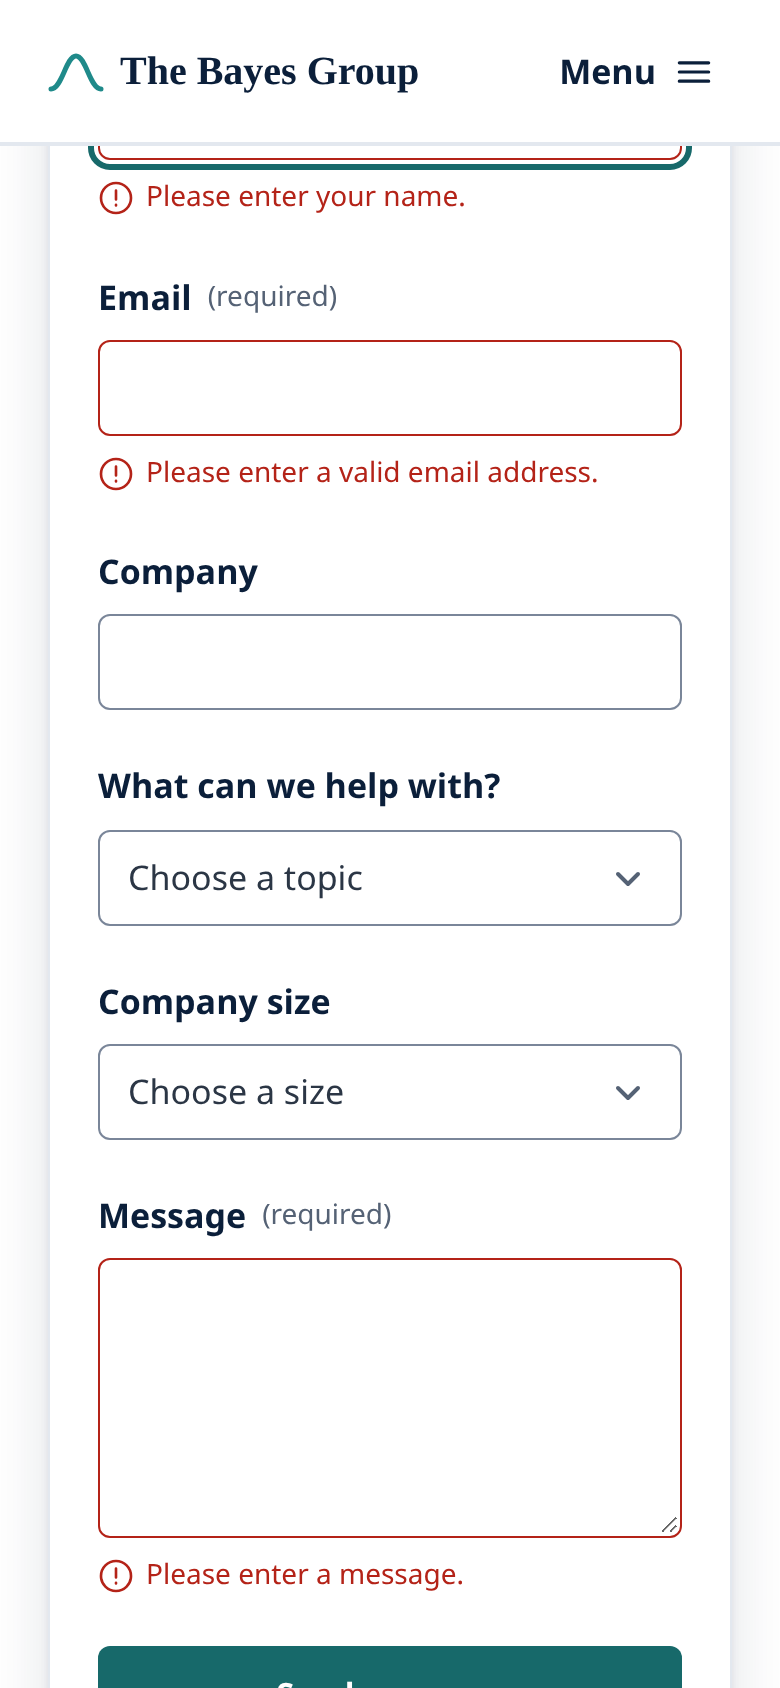 The Bayes Group
Menu
Please enter your name.
Email (required)
Please enter a valid email address.
Company
What can we help with?
Choose a topic
Company size
Choose a size
Message (required)
Please enter a message.